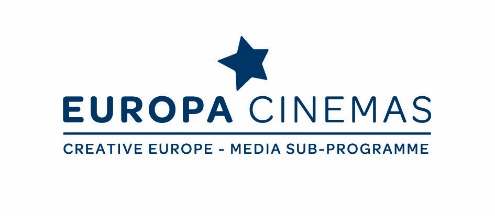 EUROPA CINEMAS
CREATIVE EUROPE - MEDIA SUB-PROGRAMME